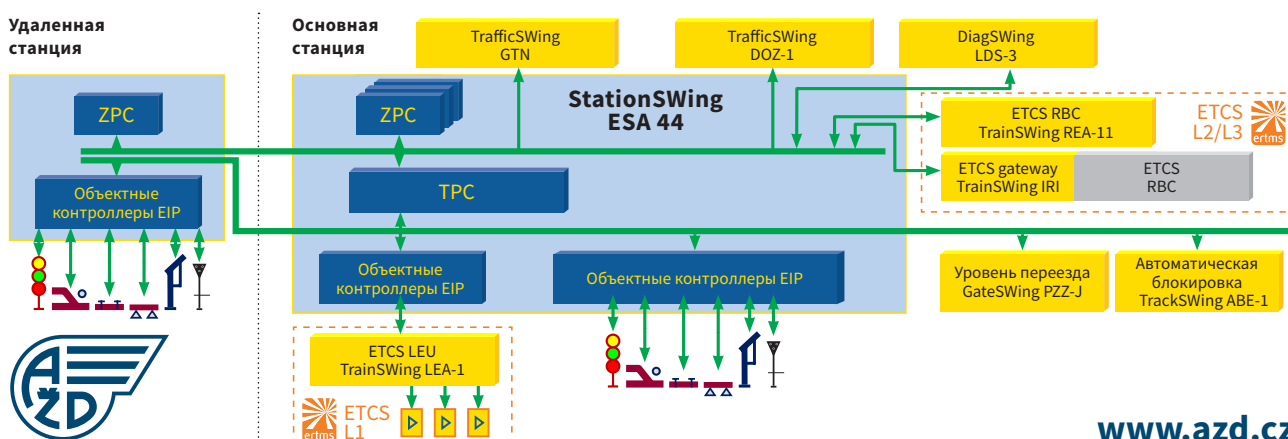 Удаленная
станция
Основная
станция
TrafficSWing
GTN
TrafficSWing
DOZ-1
DiagSWing
LDS-3
ZPC
ZPC
StationSWing
ESA 44
ETCS RBC
TrainSWing REA-11
ETCS
L2/L3
ertms
ETCS gateway
TrainSWing IRI
ETCS
RBC
Объектные
контроллеры EIP
TPC
Объектные
контроллеры EIP
Объектные контроллеры EIP
Уровень переезда
GateSWing PZZ-J
Автоматическая
блокировка
TrackSWing ABE-1
ETCS LEU
TrainSWing LEA-1
ETCS
L1
ertms
AŽD
www.azd.cz